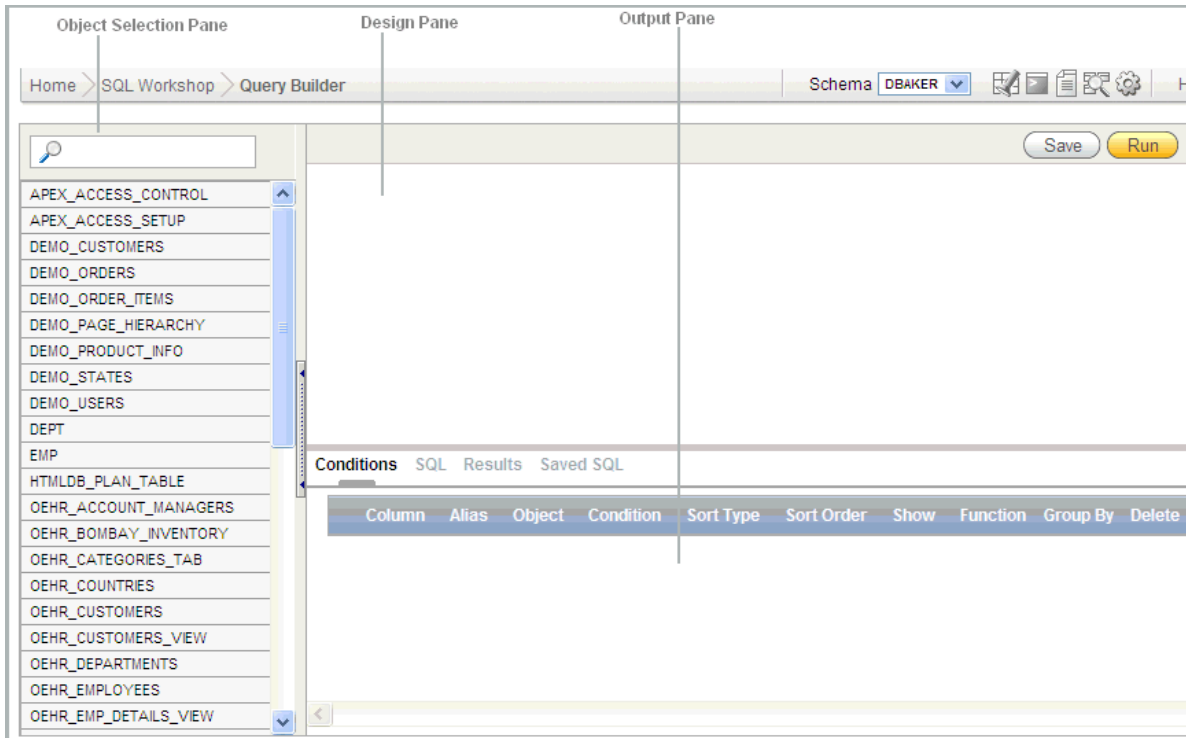 Object Selection Pane Design Pane Output Pane
Home SQL Workshop Query Builder Schema DBAKER H
Save Run
APEX_ACCESS_CONTROL
APEX_ACCESS_SETUP
DEMO_CUSTOMERS
DEMO_ORDERS
DEMO_ORDER_ITEMS
DEMO_PAGE_HIERARCHY
DEMO_PRODUCT_INFO
DEMO_STATES
DEMO_USERS
DEPT
EMP
HTMLDB_PLAN_TABLE
OEHR_ACCOUNT_MANAGERS
OEHR_BOMBAY_INVENTORY
OEHR_CATEGORIES_TAB
OEHR_COUNTRIES
OEHR_CUSTOMERS
OEHR_CUSTOMERS_VIEW
OEHR_DEPARTMENTS
OEHR_EMPLOYEES
OEHR_EMP_DETAILS_VIEW
Conditions SQL Results Saved SQL
Column Alias Object Condition Sort Type Sort Order Show Function Group By Delete